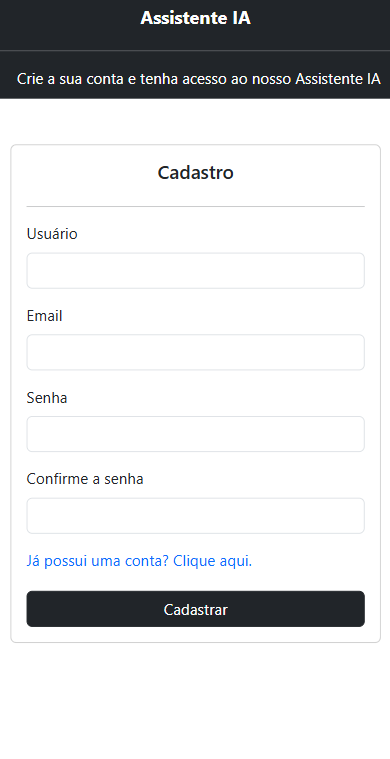 Assistente IA
Crie a sua conta e tenha acesso ao nosso Assistente IA
Cadastro
Usuário
Email
Senha
Confirme a senha
Já possui uma conta? Clique aqui.
Cadastrar